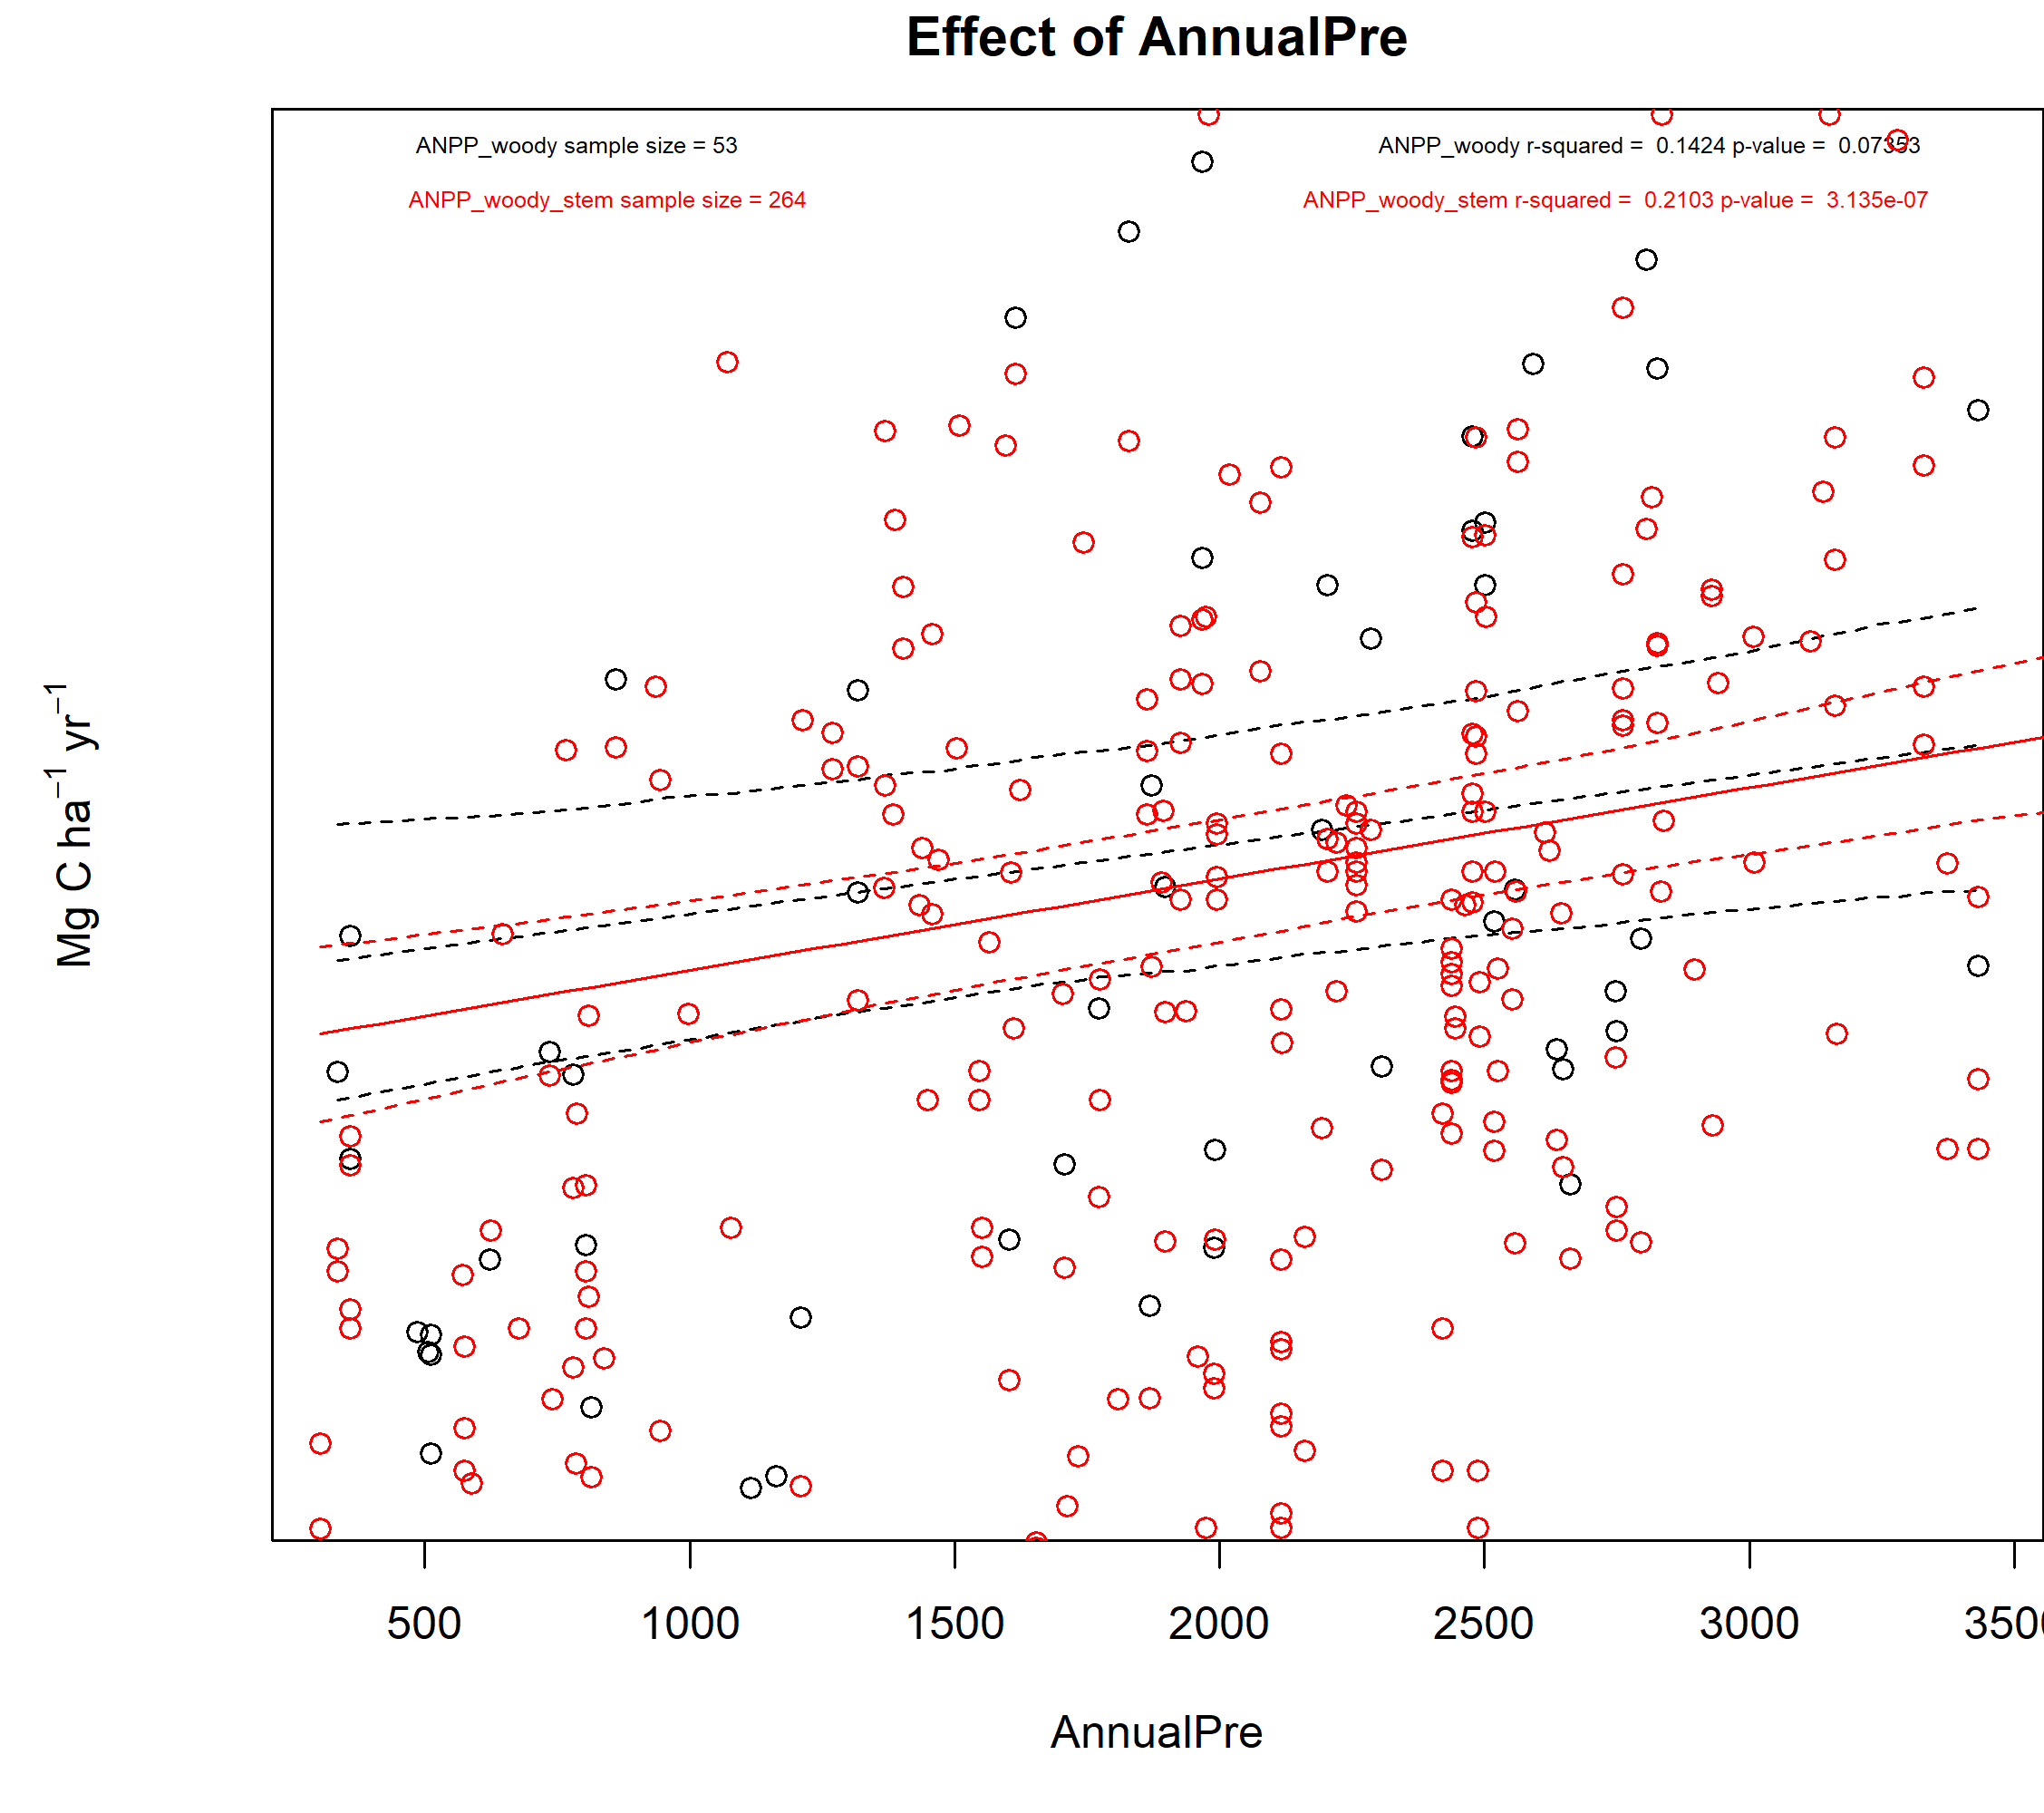 Effect of AnnualPre
ANPP_woody sample size = 53
ANPP_woody r-squared = 0.1424 p-value = 0.07353
ANPP_woody_stem sample size = 264
ANPP_woody_stem r-squared = 0.2103 p-value = 3.135e-07
Mg C ha⁻¹ yr⁻¹
500 1000 1500 2000 2500 3000 3500
AnnualPre